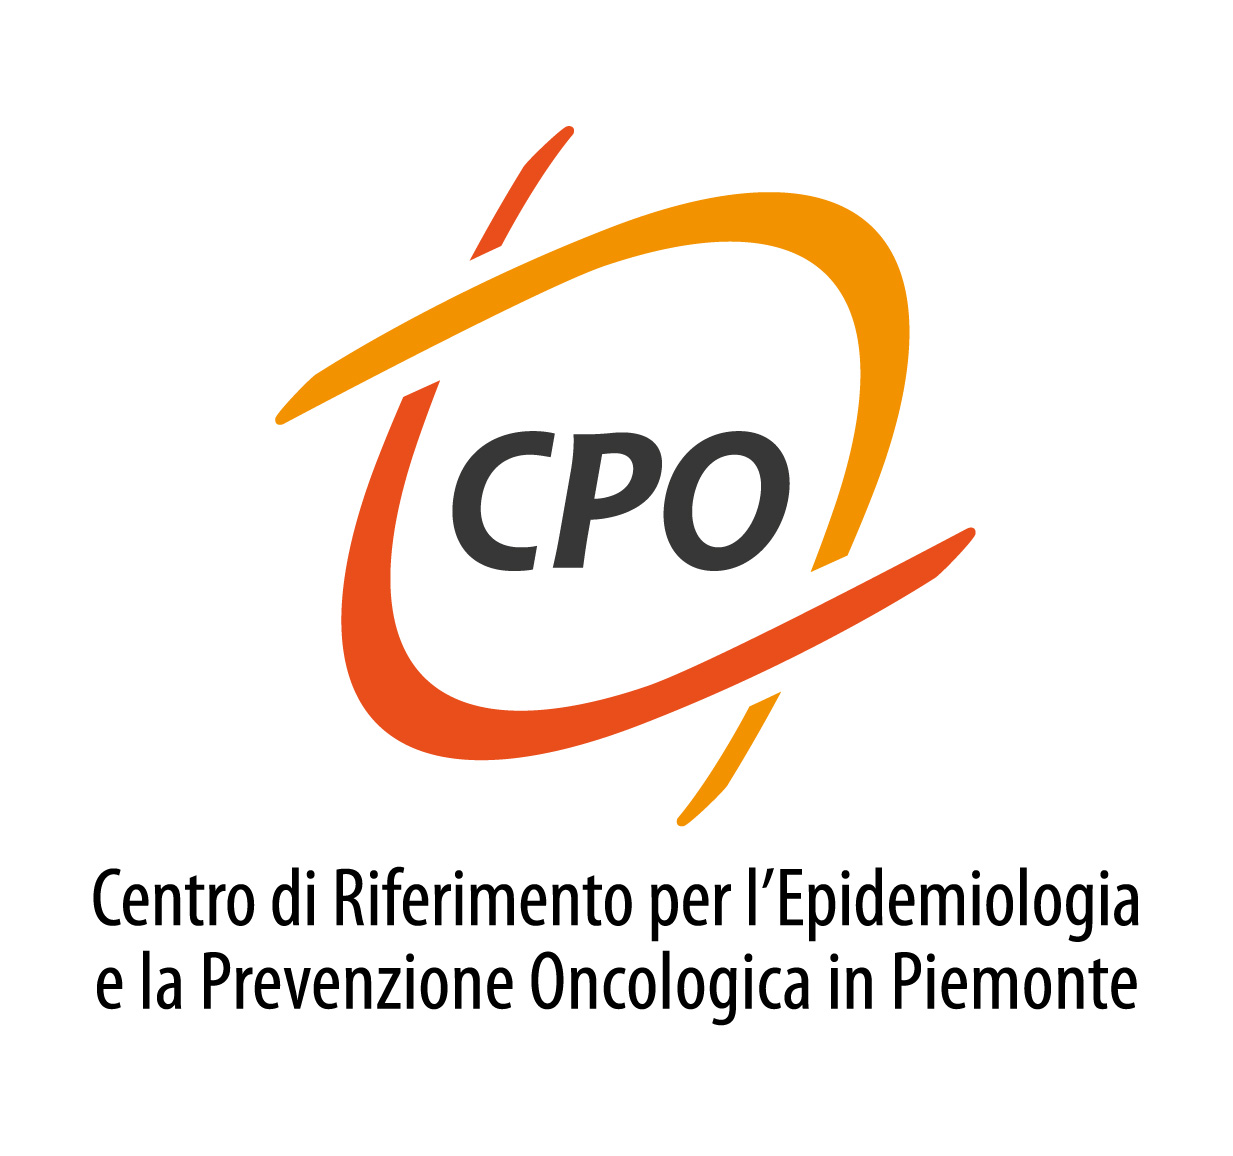 CPO
Centro di Riferimento per l’Epidemiologia
e la Prevenzione Oncologica in Piemonte